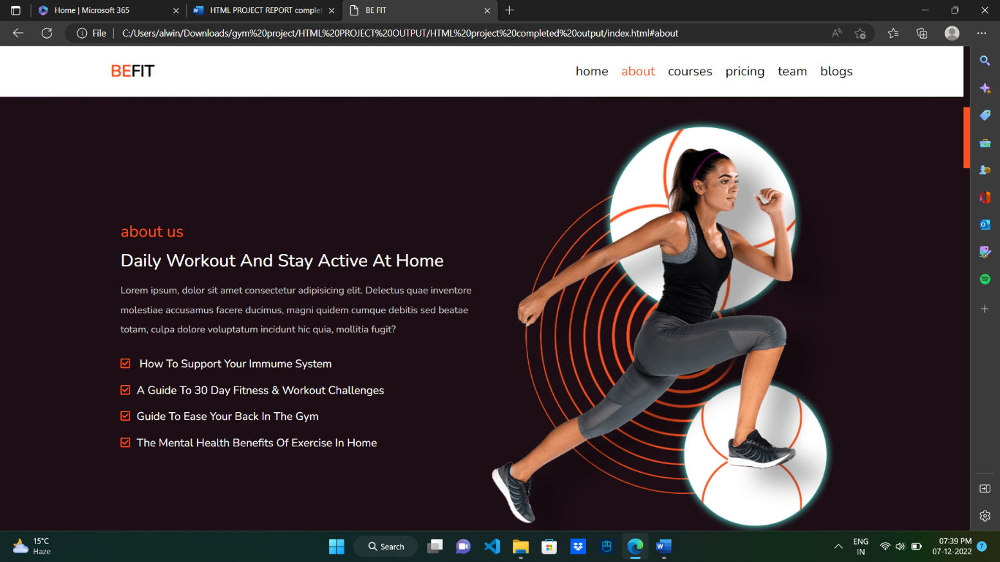 Home | Microsoft 365
HTML PROJECT REPORT complet
BE FIT
File
C:/Users/alwin/Downloads/gym%20project/HTML%20PROJECT%20OUTPUT/HTML%20project%20completed%20output/index.html#about
BEFIT
home about courses pricing team blogs
about us
Daily Workout And Stay Active At Home
Lorem ipsum, dolor sit amet consectetur adipisicing elit. Delectus quae inventore
molestiae accusamus facere ducimus, magni quidem cumque debitis sed beatae
totam, culpa dolore voluptatum incidunt hic quia, mollitia fugit?
How To Support Your Immume System
A Guide To 30 Day Fitness & Workout Challenges
Guide To Ease Your Back In The Gym
The Mental Health Benefits Of Exercise In Home
15°C
Haze
Search
ENG
IN
07:39 PM
07-12-2022
7